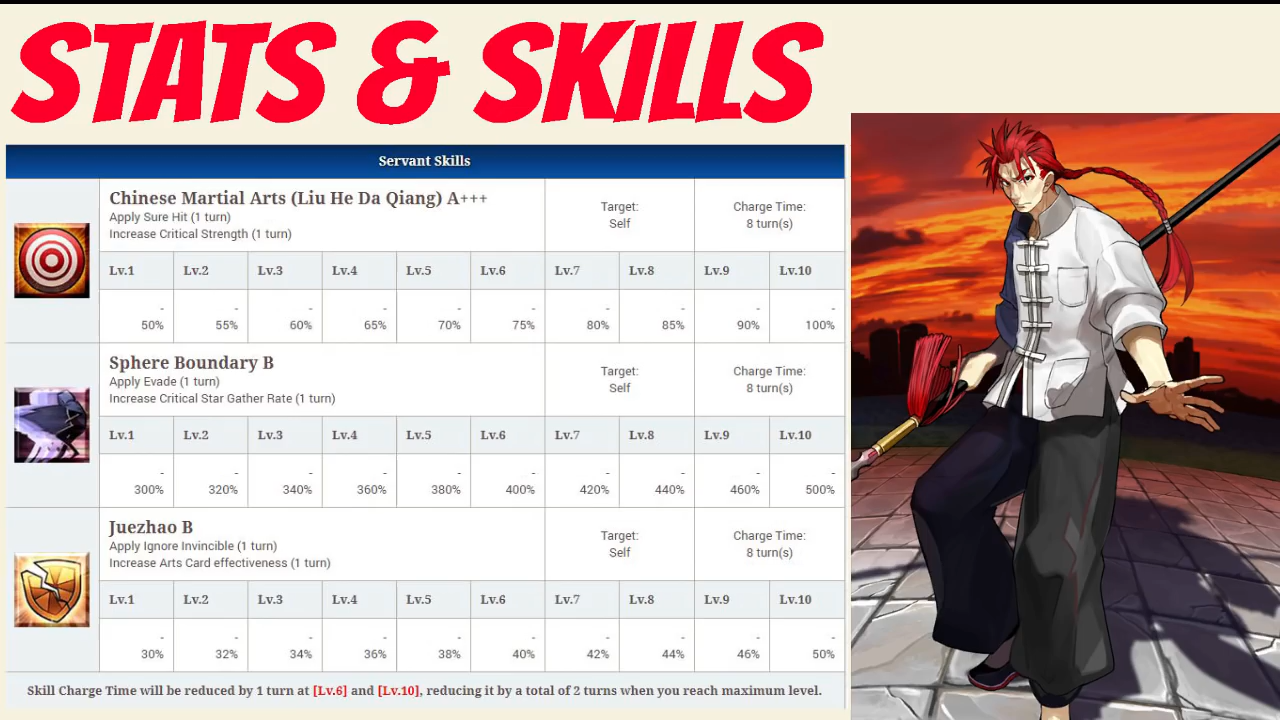 STATS & SKILLS
Servant Skills
Chinese Martial Arts (Liu He Da Qiang) A+++
Apply Sure Hit (1 turn)
Increase Critical Strength (1 turn)
Target:
Self
Charge Time:
8 turn(s)
Lv.1 Lv.2 Lv.3 Lv.4 Lv.5 Lv.6 Lv.7 Lv.8 Lv.9 Lv.10
- - - - - - - - - -
50% 55% 60% 65% 70% 75% 80% 85% 90% 100%
Sphere Boundary B
Apply Evade (1 turn)
Increase Critical Star Gather Rate (1 turn)
Target:
Self
Charge Time:
8 turn(s)
Lv.1 Lv.2 Lv.3 Lv.4 Lv.5 Lv.6 Lv.7 Lv.8 Lv.9 Lv.10
- - - - - - - - - -
300% 320% 340% 360% 380% 400% 420% 440% 460% 500%
Juezhao B
Apply Ignore Invincible (1 turn)
Increase Arts Card effectiveness (1 turn)
Target:
Self
Charge Time:
8 turn(s)
Lv.1 Lv.2 Lv.3 Lv.4 Lv.5 Lv.6 Lv.7 Lv.8 Lv.9 Lv.10
- - - - - - - - - -
30% 32% 34% 36% 38% 40% 42% 44% 46% 50%
Skill Charge Time will be reduced by 1 turn at [Lv.6] and [Lv.10], reducing it by a total of 2 turns when you reach maximum level.